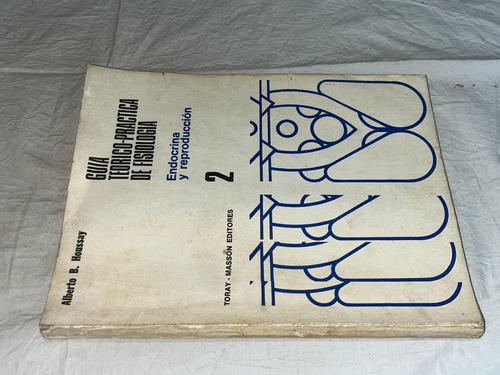 Alberto B. Houssay
GUIA
TEORICO-PRACTICA
DE FISIOLOGIA
Endocrina
y reproducción
2
TORAY - MASSON EDITORES